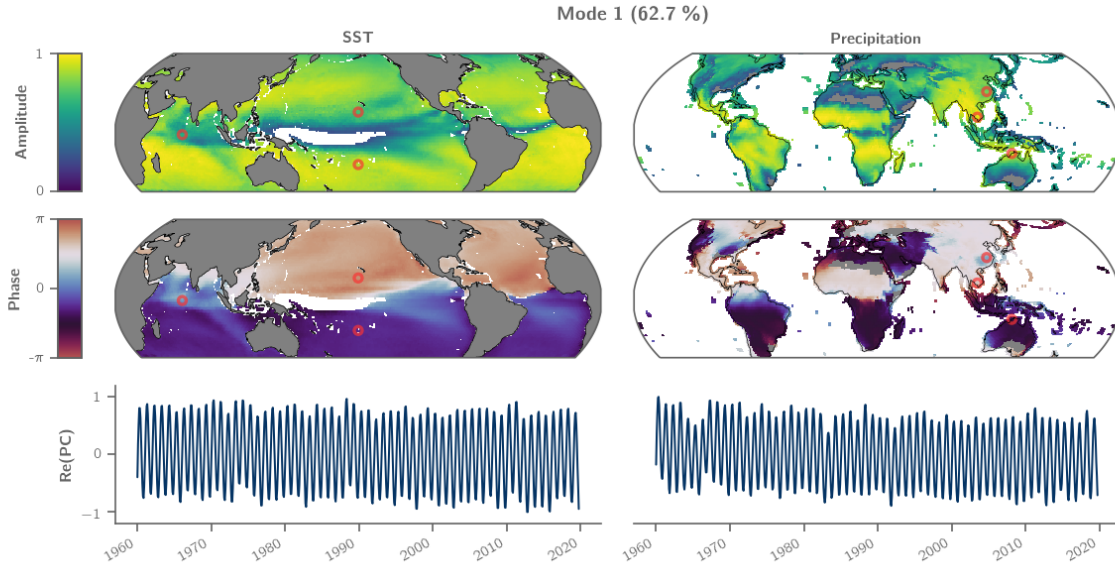 Mode 1 (62.7 %)
SST
Precipitation
1
Amplitude
0
π
Phase
0
-π
1
Re(PC)
0
−1
1960 1970 1980 1990 2000 2010 2020
1960 1970 1980 1990 2000 2010 2020